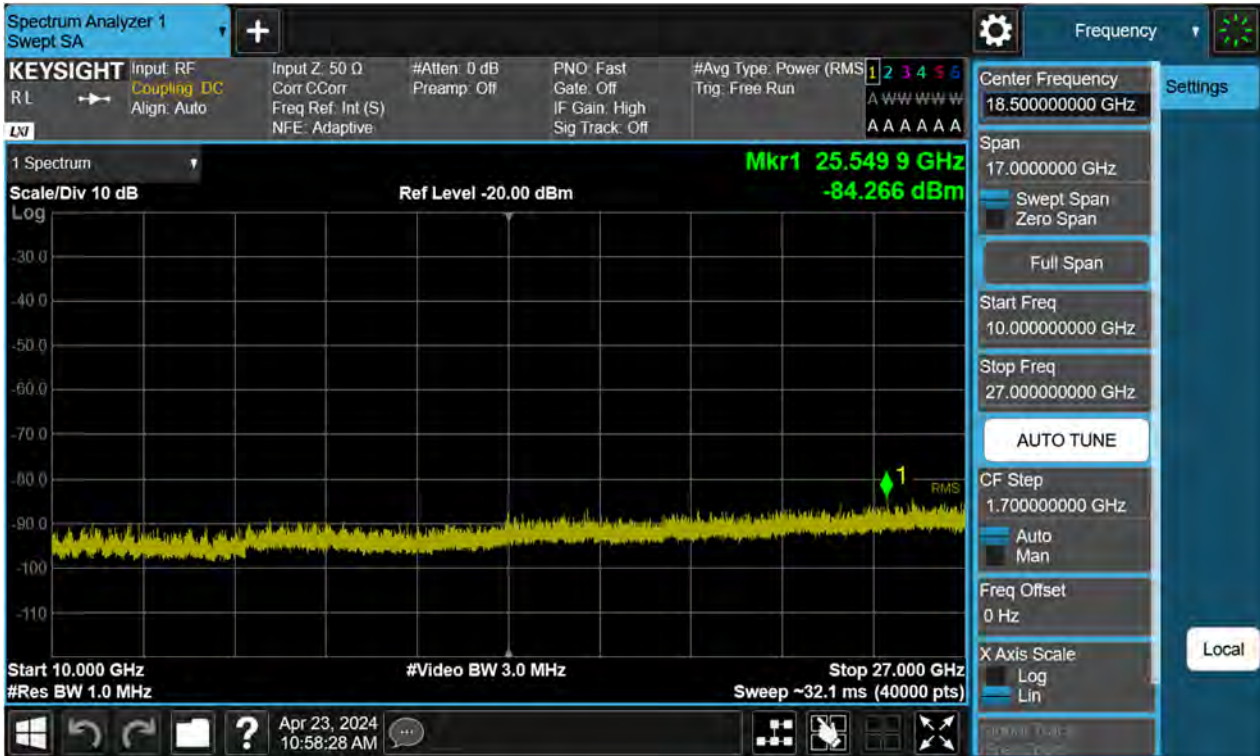 Spectrum Analyzer 1
Swept SA
Frequency
KEYSIGHT
RL
LXI
Input: RF
Coupling: DC
Align: Auto
Input Z: 50 Ω
Corr CCorr
Freq Ref: Int (S)
NFE: Adaptive
#Atten: 0 dB
Preamp: Off
PNO: Fast
Gate: Off
IF Gain: High
Sig Track: Off
#Avg Type: Power (RMS
Trig: Free Run
1 2 3 4 5 6
A W W W W W
A A A A A A
1 Spectrum
Scale/Div 10 dB
Log
Ref Level -20.00 dBm
Mkr1 25.549 9 GHz
-84.266 dBm
-30.0
-40.0
-50.0
-60.0
-70.0
-80.0
-90.0
-100
-110
1
RMS
Start 10.000 GHz
#Res BW 1.0 MHz
#Video BW 3.0 MHz
Stop 27.000 GHz
Sweep ~32.1 ms (40000 pts)
Center Frequency
18.500000000 GHz
Span
17.0000000 GHz
Swept Span
Zero Span
Full Span
Start Freq
10.000000000 GHz
Stop Freq
27.000000000 GHz
AUTO TUNE
CF Step
1.700000000 GHz
Auto
Man
Freq Offset
0 Hz
X Axis Scale
Log
Lin
Settings
Local
?
Apr 23, 2024
10:58:28 AM